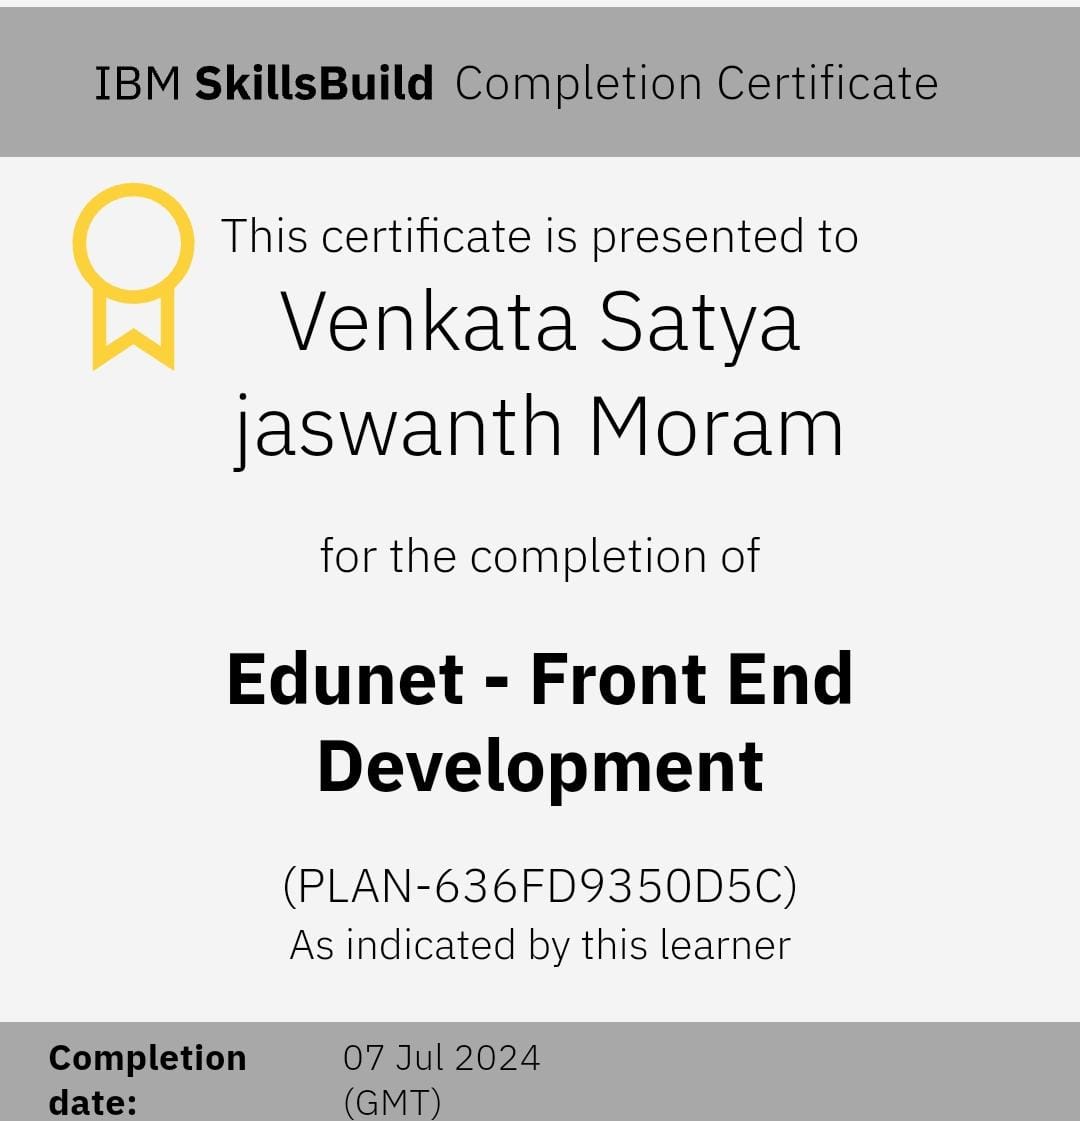 IBM SkillsBuild Completion Certificate
This certificate is presented to
Venkata Satya
jaswanth Moram
for the completion of
Edunet - Front End
Development
(PLAN-636FD9350D5C)
As indicated by this learner
Completion 07 Jul 2024
date: (GMT)